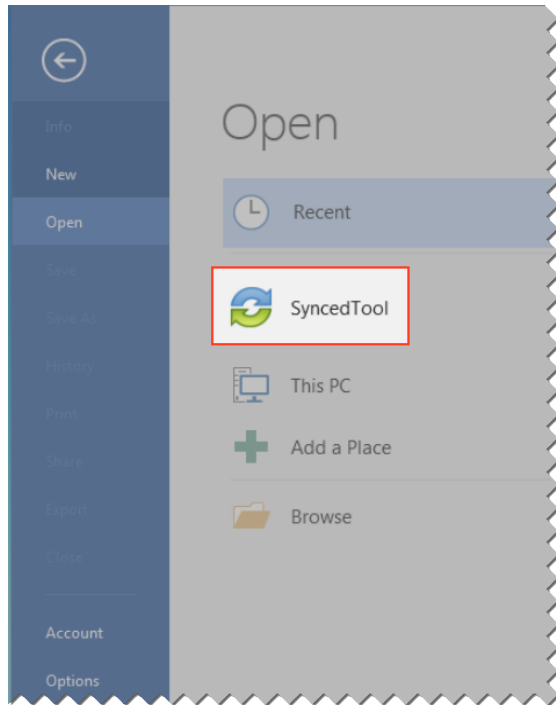 Info
New
Open
Save
Save As
History
Print
Share
Export
Close
Account
Options
Open
Recent
SyncedTool
This PC
Add a Place
Browse